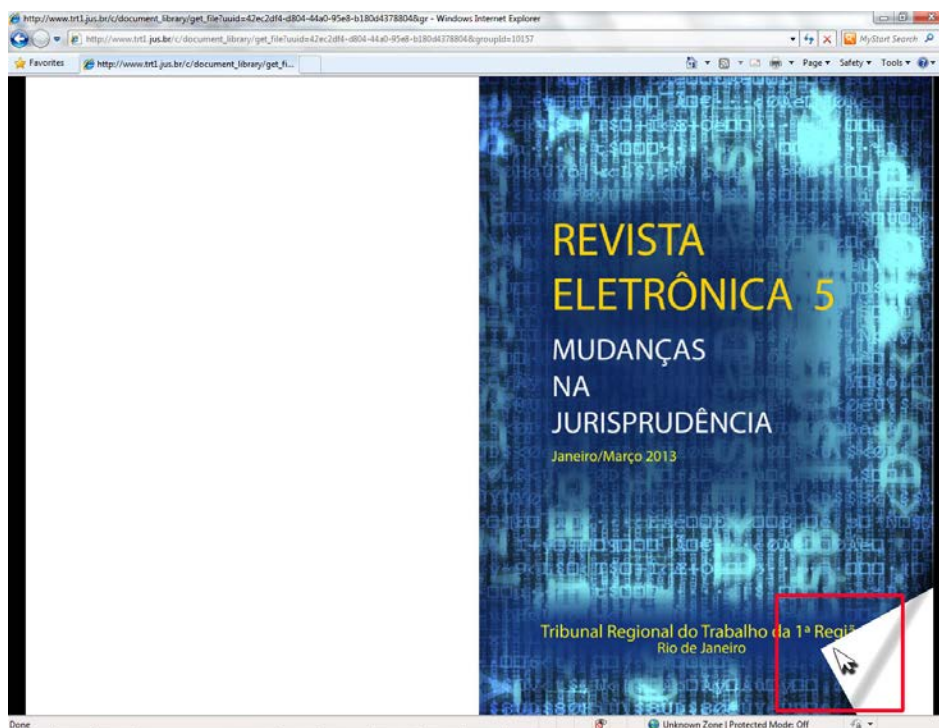 http://www.trt1.jus.br/c/document_library/get_file?uuid=42ec2df4-d804-44a0-95e8-b180d4378804&gr - Windows Internet Explorer
http://www.trt1.jus.br/c/document_library/get_file?uuid=42ec2df4-d804-44a0-95e8-b180d4378804&groupId=10157
MyStart Search
Favorites
http://www.trt1.jus.br/c/document_library/get_fi...
Page
Safety
Tools
REVISTA
ELETRÔNICA 5
MUDANÇAS
NA
JURISPRUDÊNCIA
Janeiro/Março 2013
Tribunal Regional do Trabalho da 1ª
Rio de Janeiro
Done
Unknown Zone | Protected Mode: Off